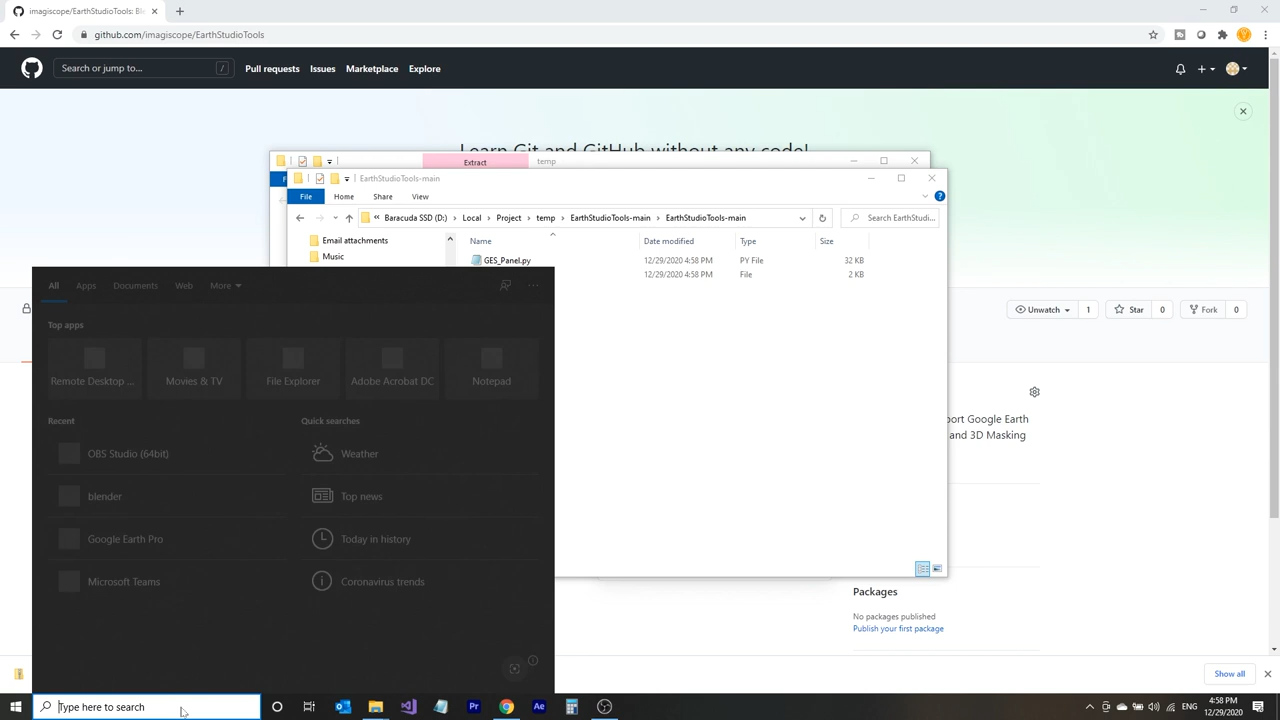 imagiscope/EarthStudioTools: Ble
github.com/imagiscope/EarthStudioTools
Search or jump to...
/
Pull requests
Issues
Marketplace
Explore
Learn Git and GitHub without any code!
Extract
temp
EarthStudioTools-main
File
Home
Share
View
Baracuda SSD (D:)
Local
Project
temp
EarthStudioTools-main
EarthStudioTools-main
Search EarthStudi...
Email attachments
Music
Name
Date modified
Type
Size
GES_Panel.py
12/29/2020 4:58 PM
PY File
32 KB
12/29/2020 4:58 PM
File
2 KB
Unwatch
1
Star
0
Fork
0
port Google Earth
and 3D Masking
Packages
No packages published
Publish your first package
All
Apps
Documents
Web
More
Top apps
Remote Desktop ...
Movies & TV
File Explorer
Adobe Acrobat DC
Notepad
Recent
Quick searches
OBS Studio (64bit)
Weather
blender
Top news
Google Earth Pro
Today in history
Microsoft Teams
Coronavirus trends
Show all
Type here to search
Pr
Ae
ENG
4:58 PM
12/29/2020